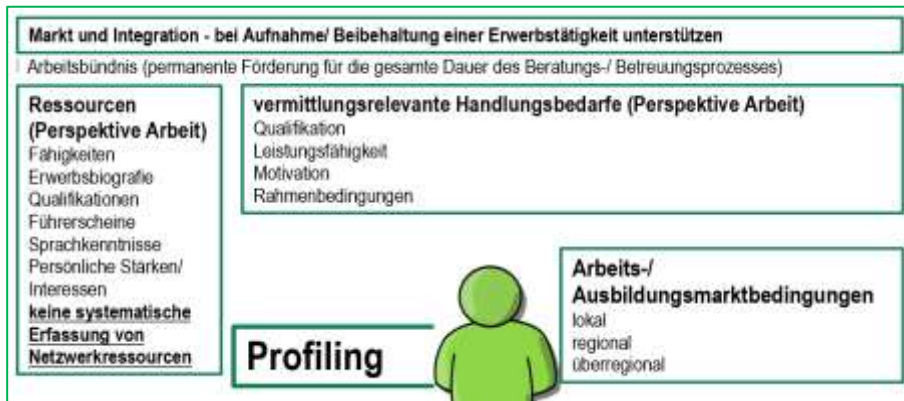 Markt und Integration - bei Aufnahme/ Beibehaltung einer Erwerbstätigkeit unterstützen
Arbeitsbündnis (permanente Förderung für die gesamte Dauer des Beratungs-/ Betreuungsprozesses)
Ressourcen
(Perspektive Arbeit)
Fähigkeiten
Erwerbsbiografie
Qualifikationen
Führerscheine
Sprachkenntnisse
Persönliche Stärken/
Interessen
keine systematische
Erfassung von
Netzwerkressourcen
vermittlungsrelevante Handlungsbedarfe (Perspektive Arbeit)
Qualifikation
Leistungsfähigkeit
Motivation
Rahmenbedingungen
Profiling
Arbeits-/
Ausbildungsmarktbedingungen
lokal
regional
überregional